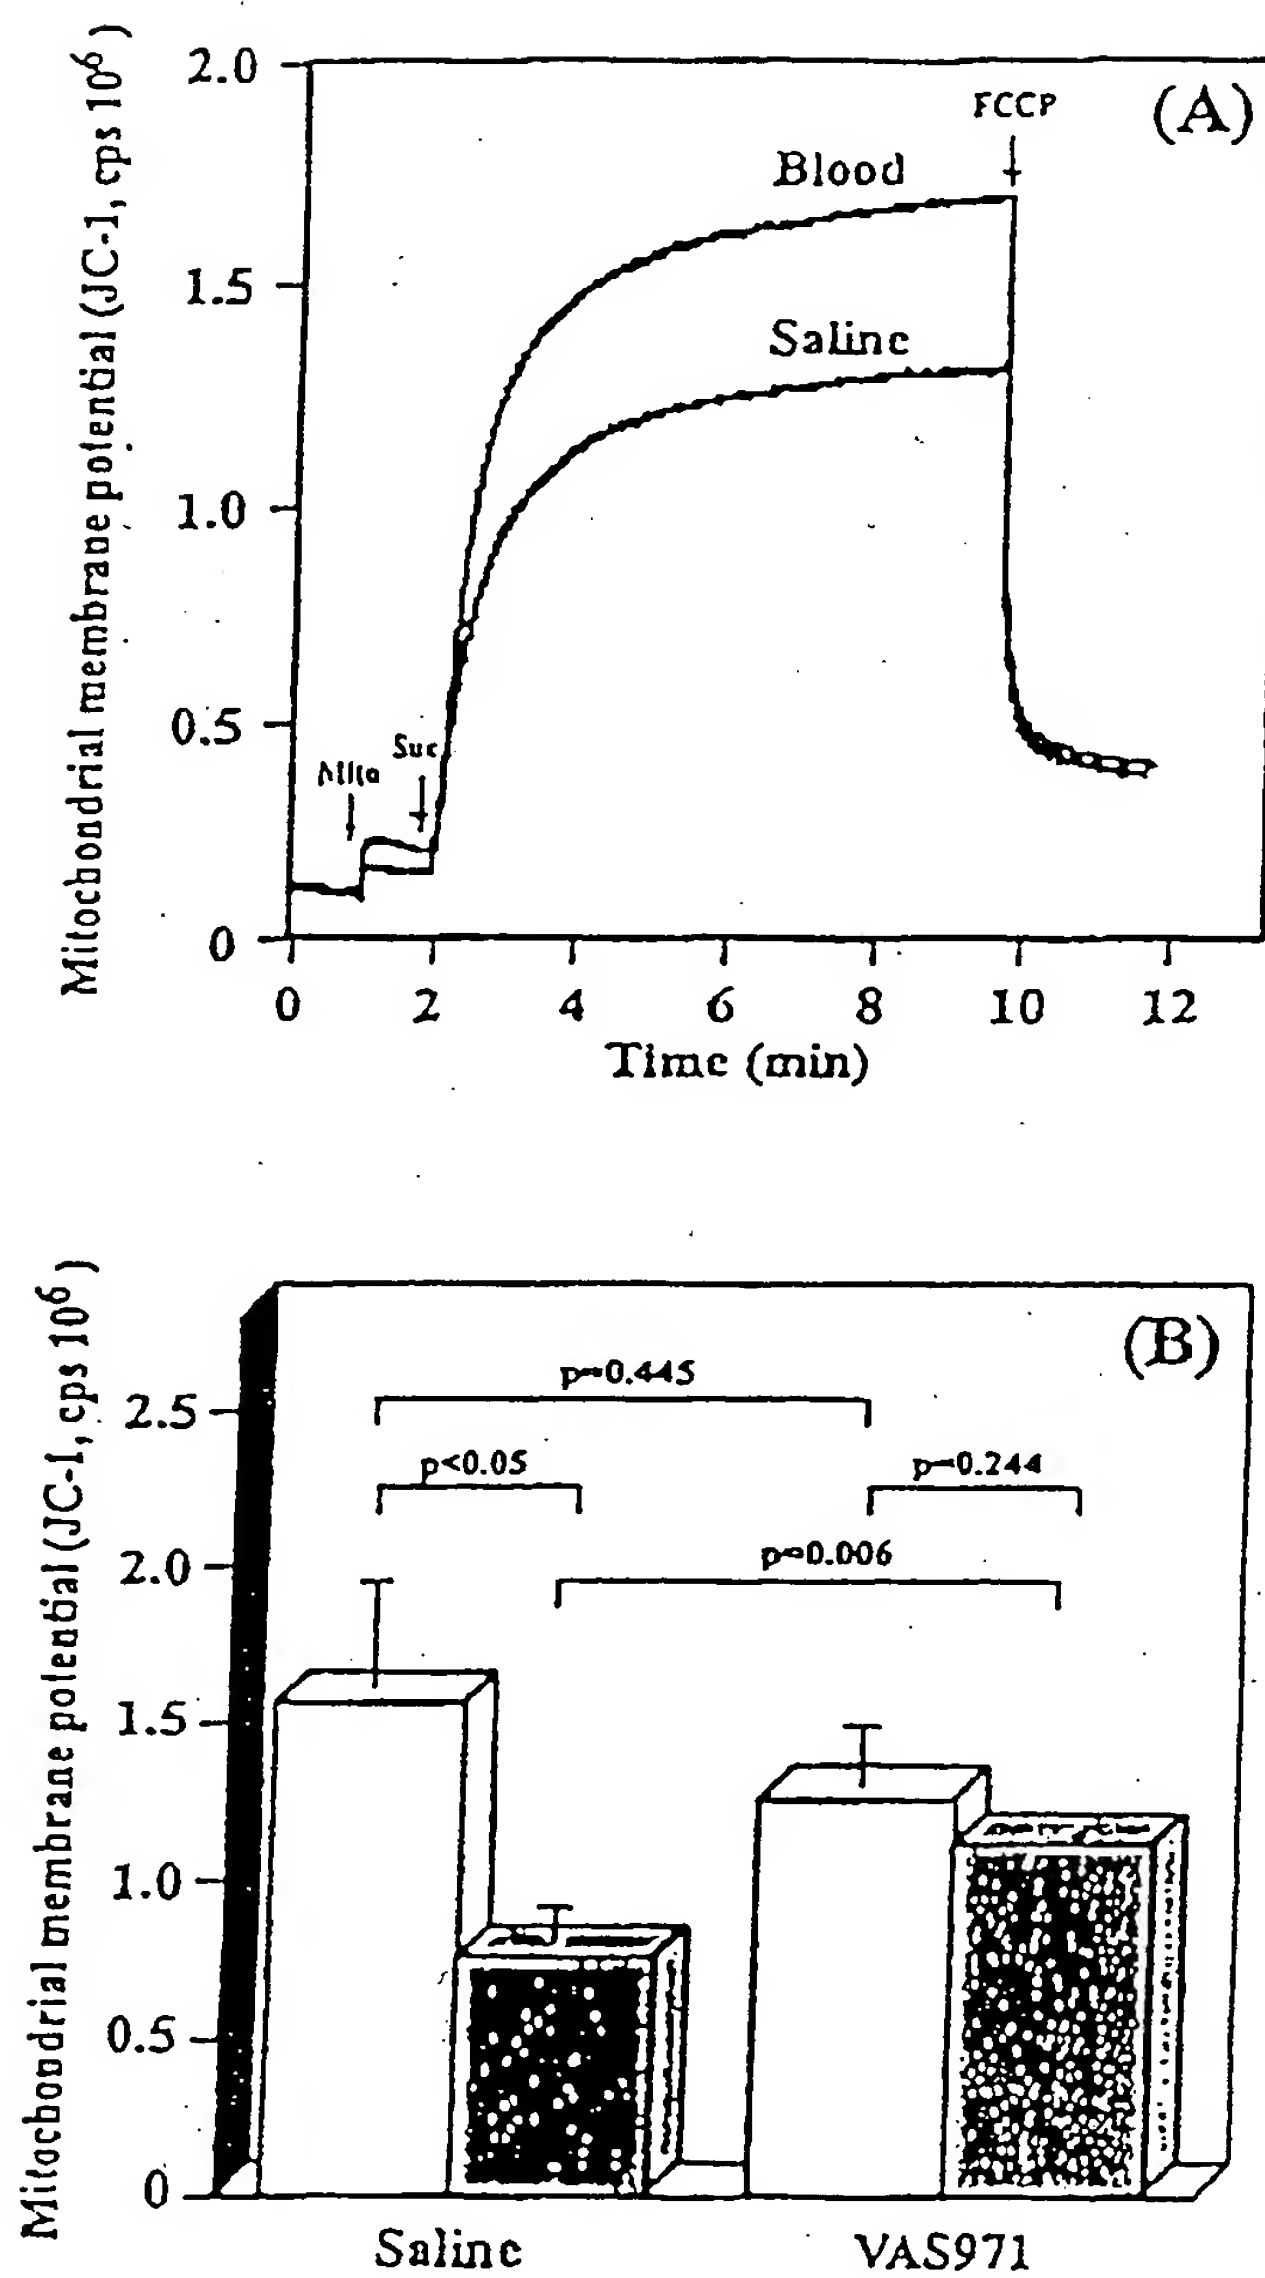 Mitochondrial membrane potential (JC-1, cps 10⁶)
2.0
1.5
1.0
0.5
0
(A)
FCCP
Blood
Saline
Mito
Suc
0 2 4 6 8 10 12
Time (min)
Mitochondrial membrane potential (JC-1, cps 10⁶)
2.5
2.0
1.5
1.0
0.5
0
(B)
p=0.445
p<0.05
p=0.244
p=0.006
Saline VAS971